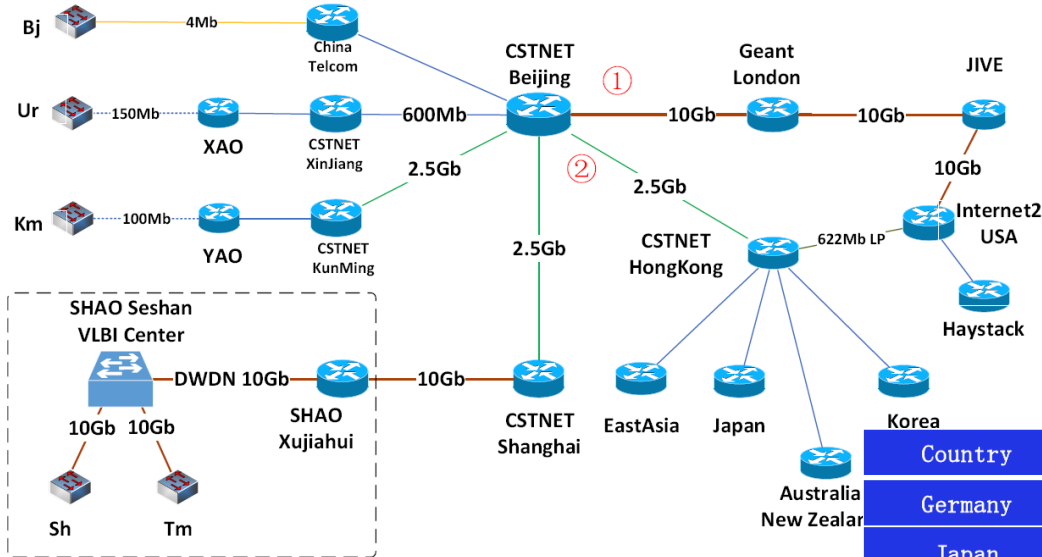 Bj
4Mb
China
Telcom
CSTNET
Beijing
①
Geant
London
JIVE
Ur
150Mb
XAO
CSTNET
XinJiang
600Mb
10Gb
10Gb
10Gb
②
2.5Gb
2.5Gb
Km
100Mb
YAO
CSTNET
KunMing
2.5Gb
CSTNET
HongKong
622Mb LP
Internet2
USA
Haystack
SHAO Seshan
VLBI Center
DWDN 10Gb
SHAO
Xujiahui
10Gb
CSTNET
Shanghai
EastAsia
Japan
Korea
10Gb
10Gb
Sh
Tm
Australia
New Zealan
Country
Germany
Japan